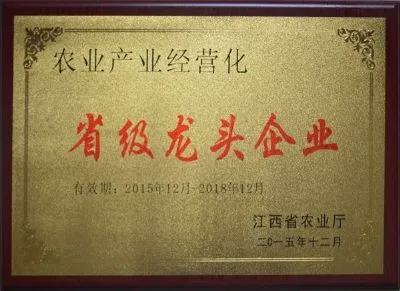 农业产业经营化
省级龙头企业
有效期：2015年12月-2018年12月
江西省农业厅
二〇一五年十二月